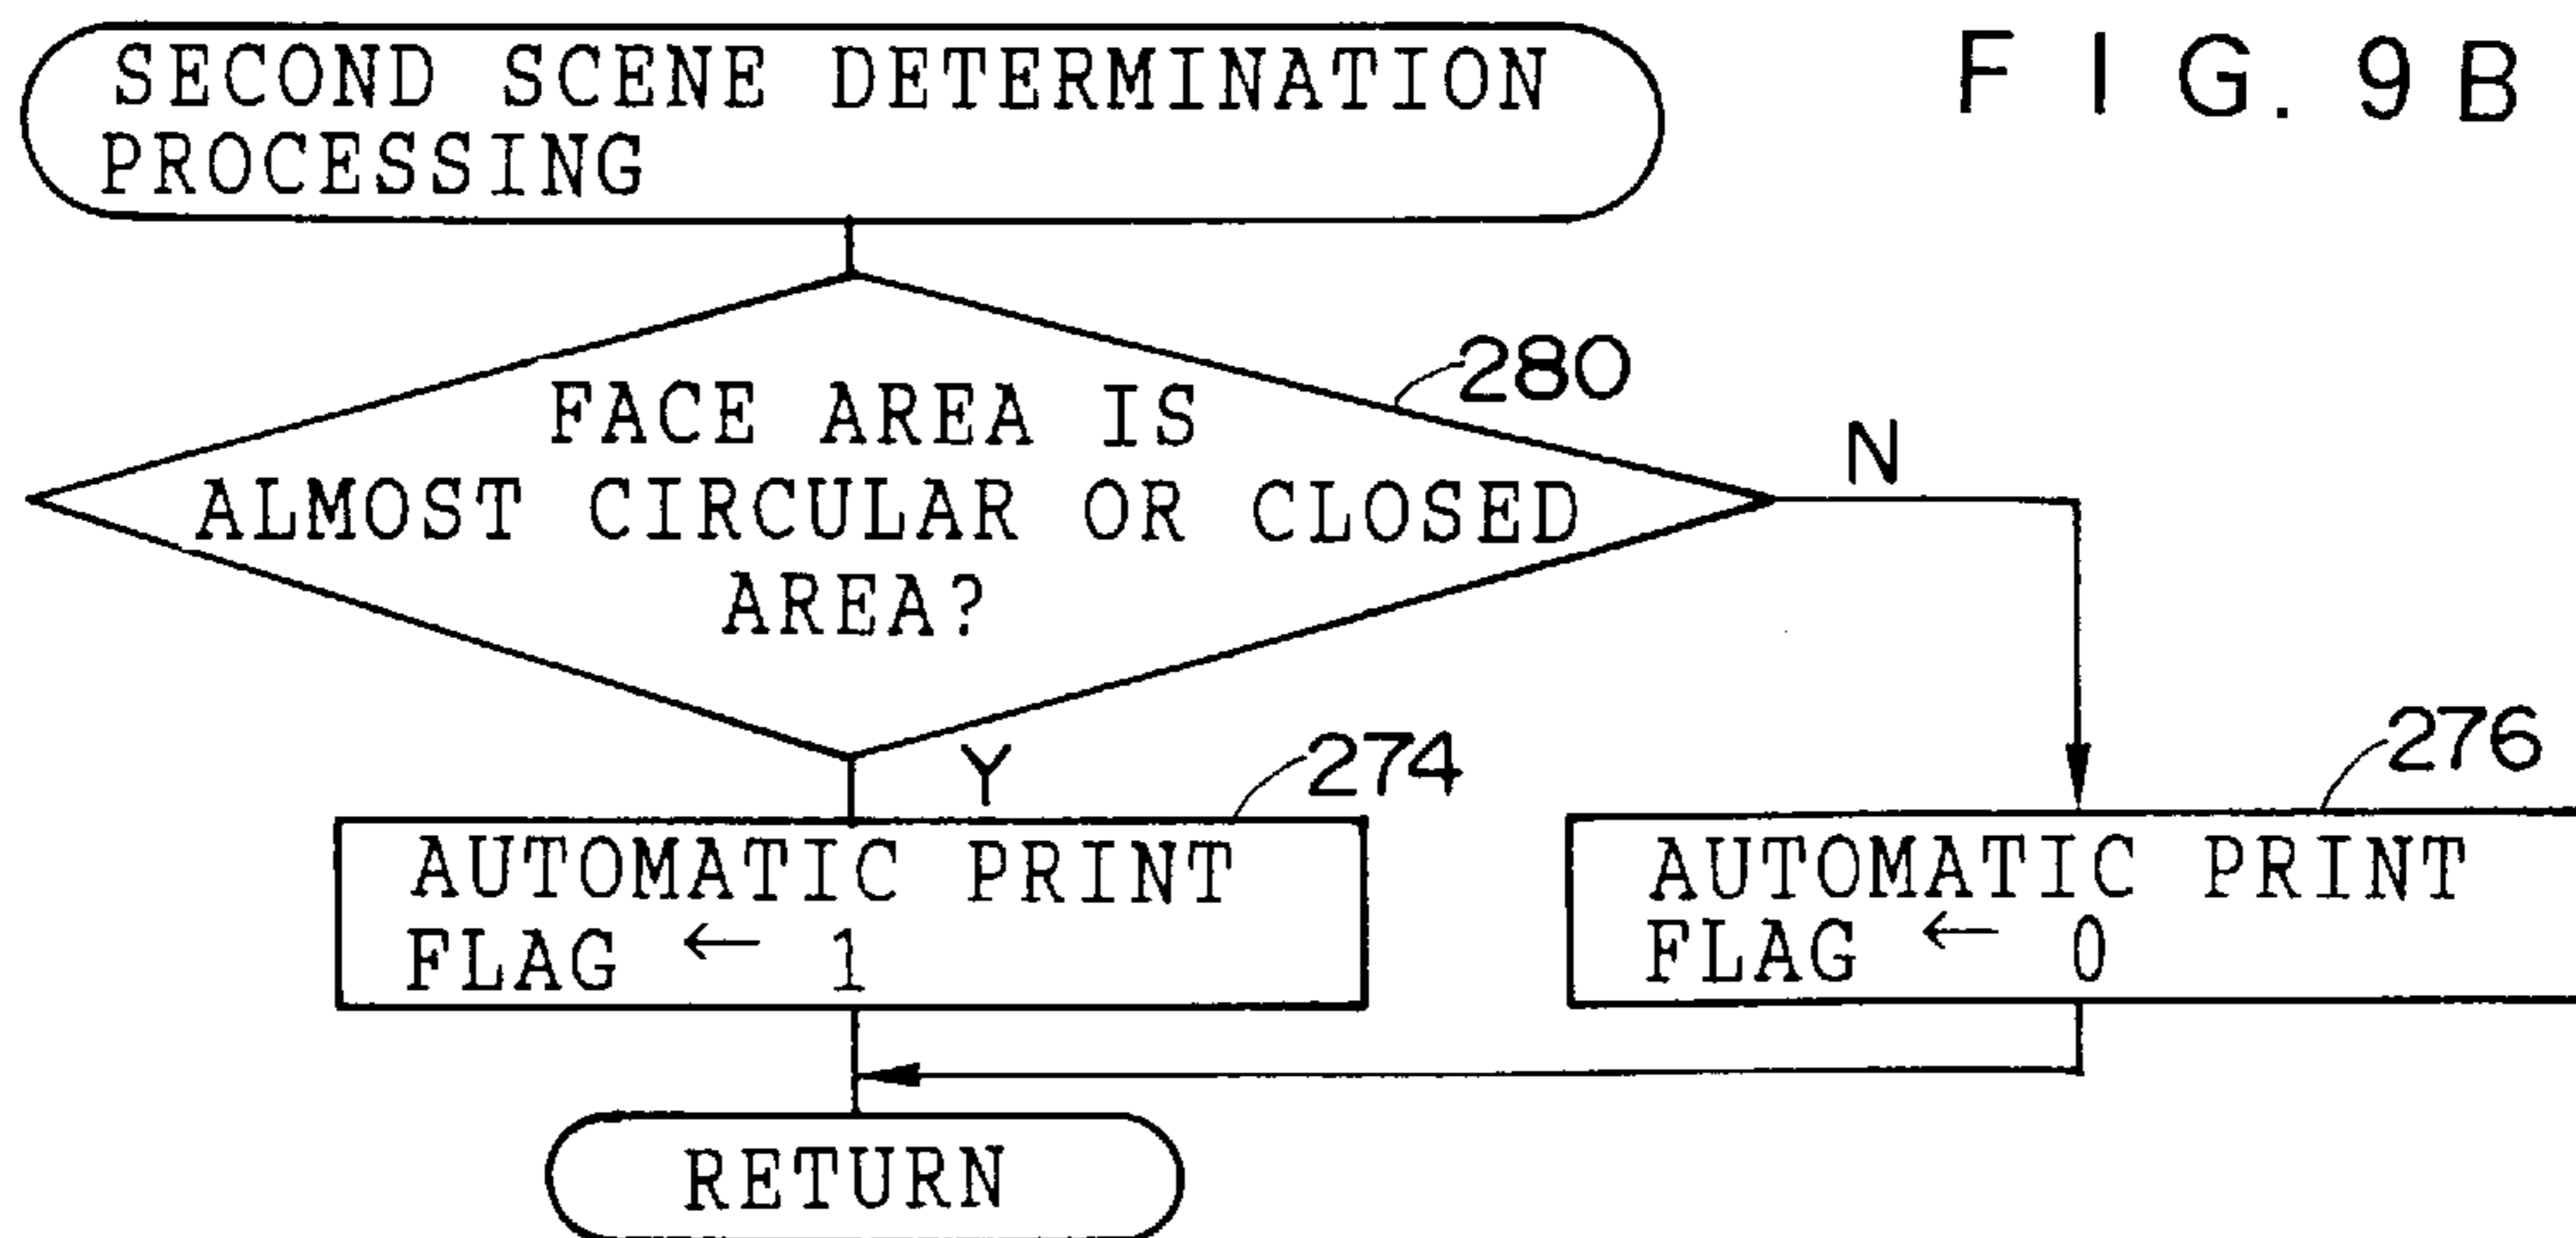 FIG. 9B
SECOND SCENE DETERMINATION
PROCESSING
280
FACE AREA IS
ALMOST CIRCULAR OR CLOSED
AREA?
N
Y
274
AUTOMATIC PRINT
FLAG ← 1
276
AUTOMATIC PRINT
FLAG ← 0
RETURN